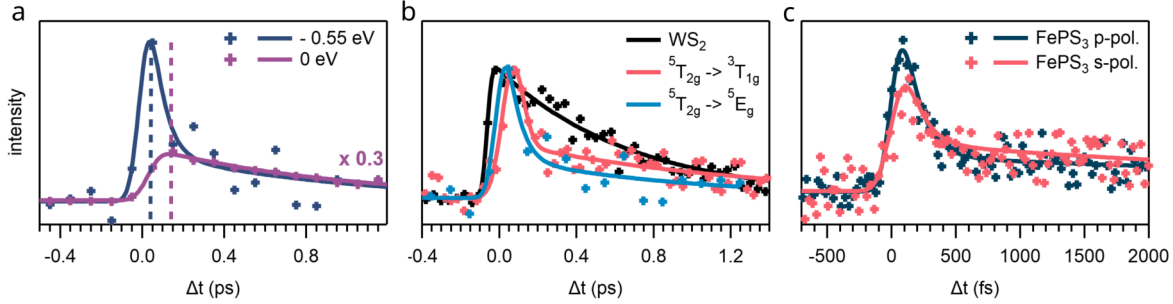 a
intensity
- 0.55 eV
0 eV
x 0.3
-0.4 0.0 0.4 0.8
Δt (ps)
b
WS2
5T2g -> 3T1g
5T2g -> 5Eg
-0.4 0.0 0.4 0.8 1.2
Δt (ps)
c
FePS3 p-pol.
FePS3 s-pol.
-500 0 500 1000 1500 2000
Δt (fs)